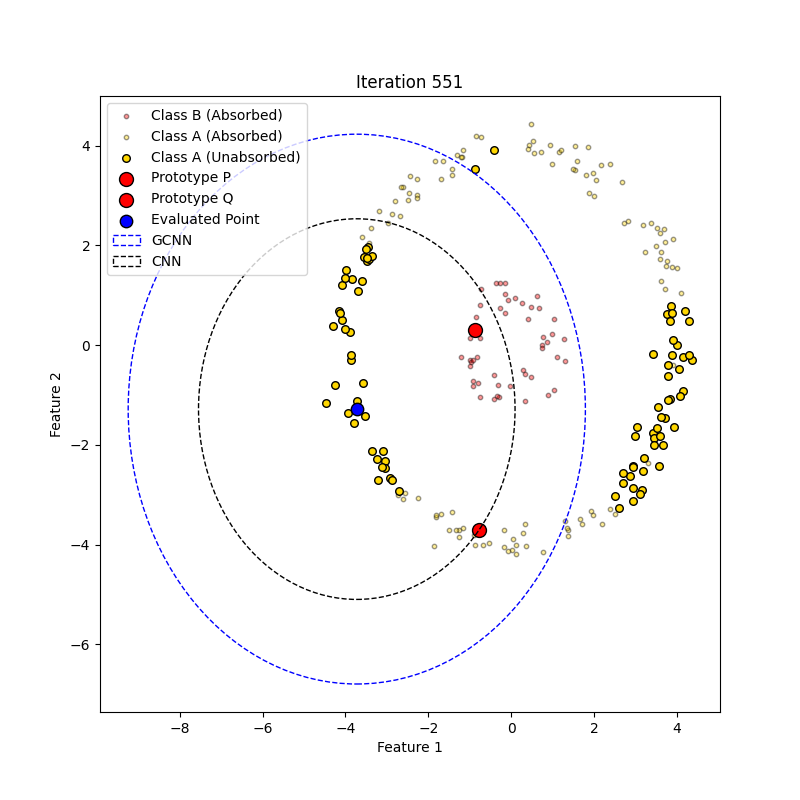 Iteration 551
Class B (Absorbed)
Class A (Absorbed)
Class A (Unabsorbed)
Prototype P
Prototype Q
Evaluated Point
GCNN
CNN
4
2
0
−2
−4
−6
Feature 2
−8 −6 −4 −2 0 2 4
Feature 1